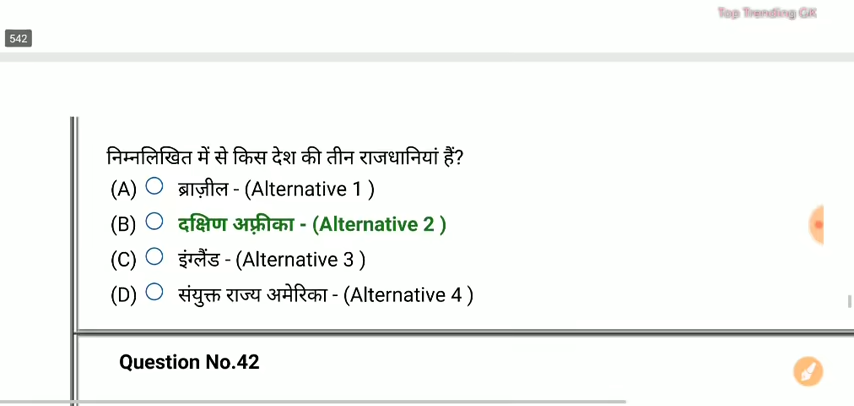 Top Trending GK
542
निम्नलिखित में से किस देश की तीन राजधानियां हैं?
(A) ब्राज़ील - (Alternative 1 )
(B) दक्षिण अफ़्रीका - (Alternative 2 )
(C) इंग्लैंड - (Alternative 3 )
(D) संयुक्त राज्य अमेरिका - (Alternative 4 )
Question No.42